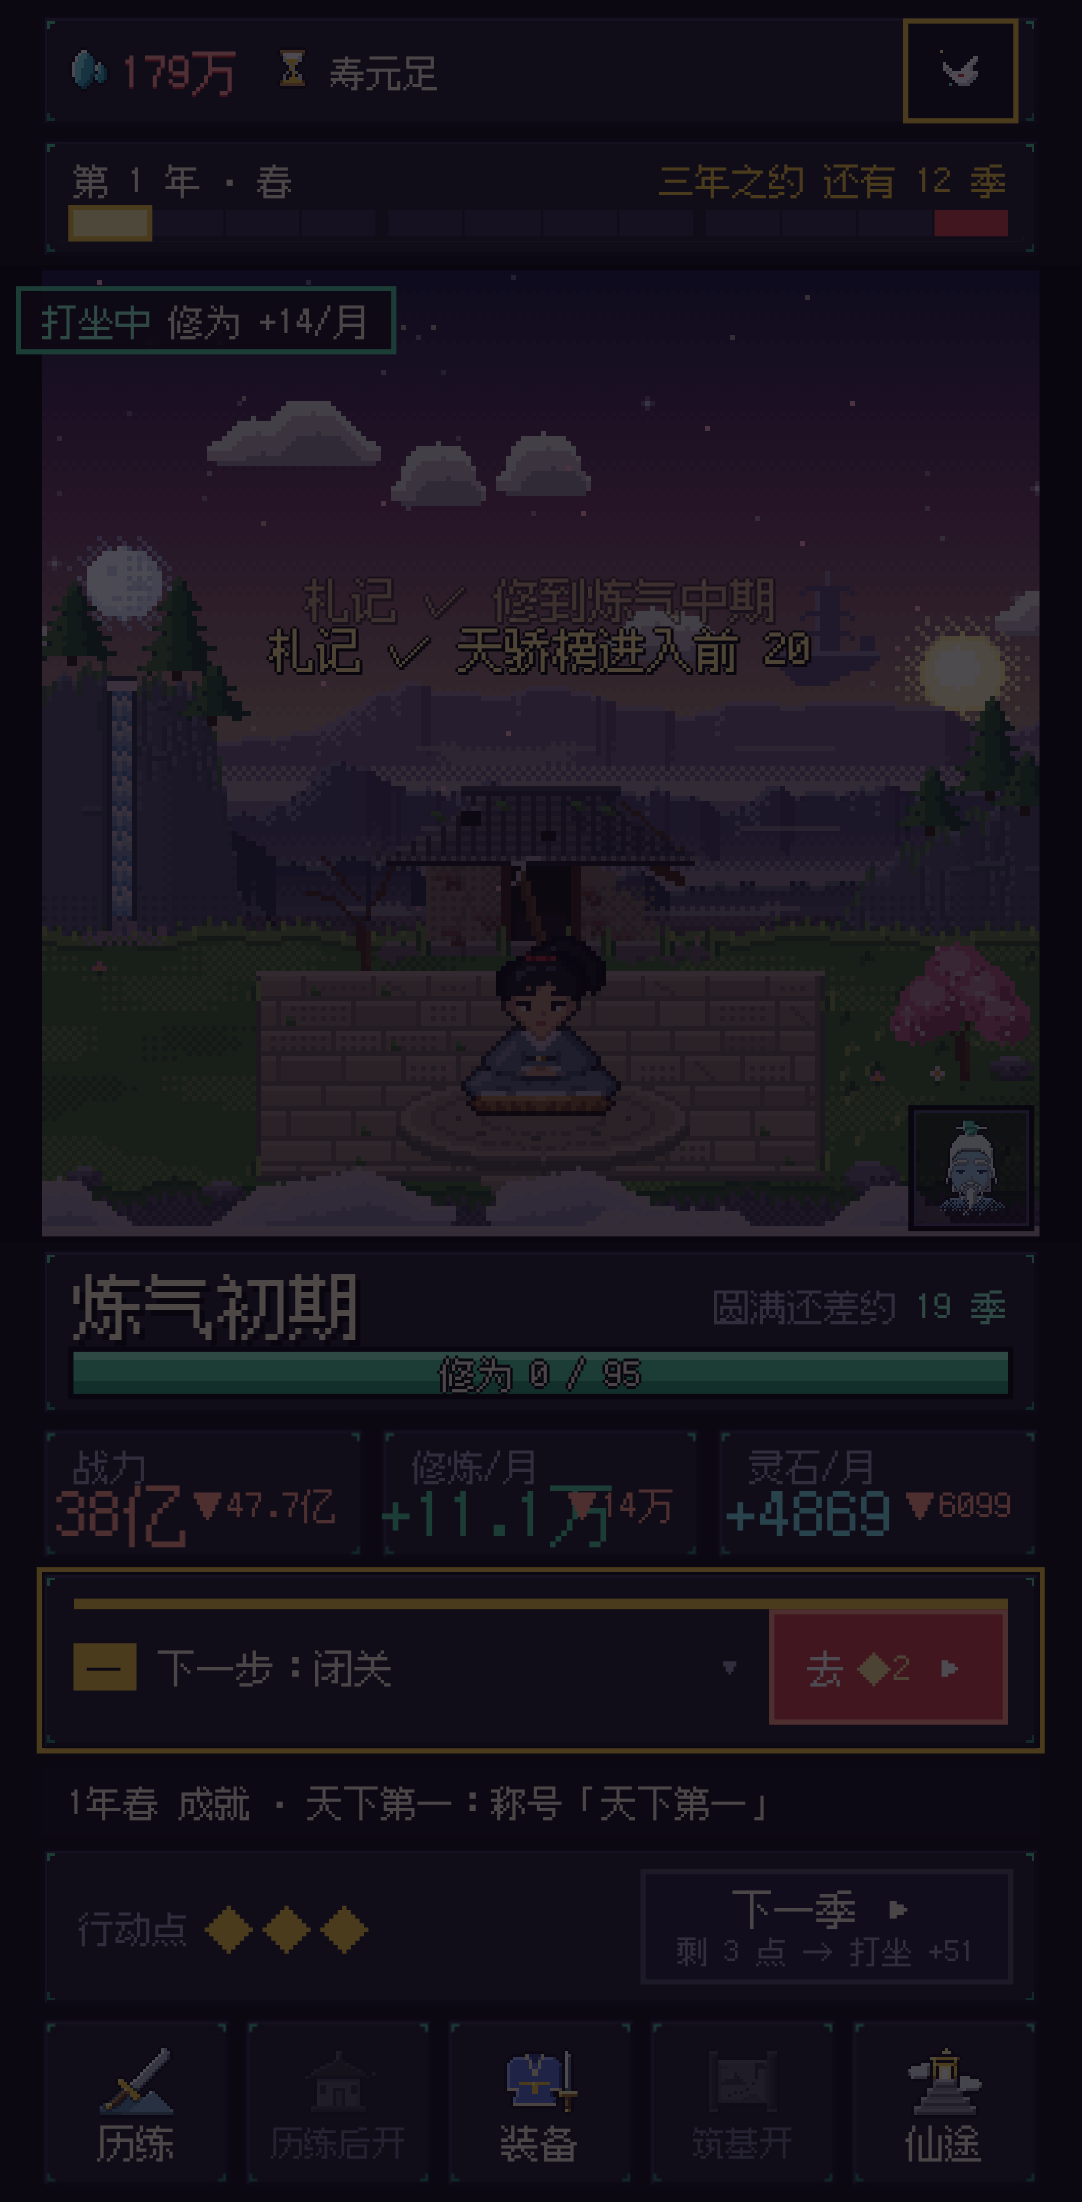 179万 寿元足
第 1 年 · 春 三年之约 还有 12 季
打坐中 修为 +14/月
札记 ✓ 修到炼气中期
札记 ✓ 天骄榜进入前 20
炼气初期 圆满还差约 19 季
修为 0 / 95
战力 修炼/月 灵石/月
38亿 ▼47.7亿 +11.1万 ▼14万 +4869 ▼6099
一 下一步：闭关 ▼ 去 ◆2 ▶
1年春 成就 · 天下第一：称号「天下第一」
行动点 ◆◆◆ 下一季 ▶
剩 3 点 → 打坐 +51
历练 历练后开 装备 筑基开 仙途